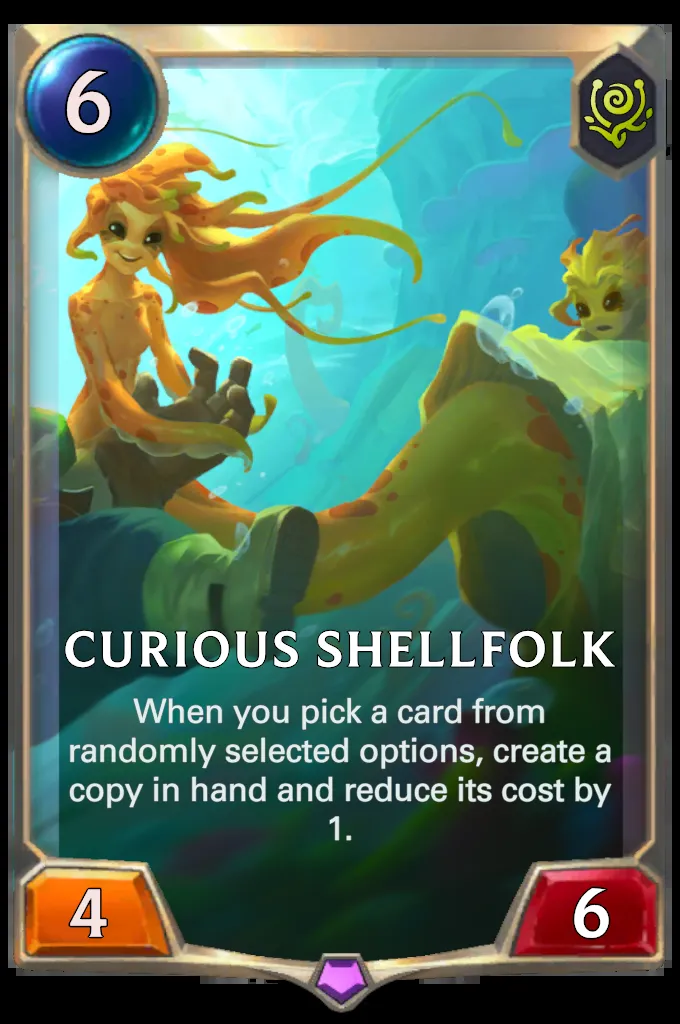 6
CURIOUS SHELLFOLK
When you pick a card from
randomly selected options, create a
copy in hand and reduce its cost by
1.
4
6